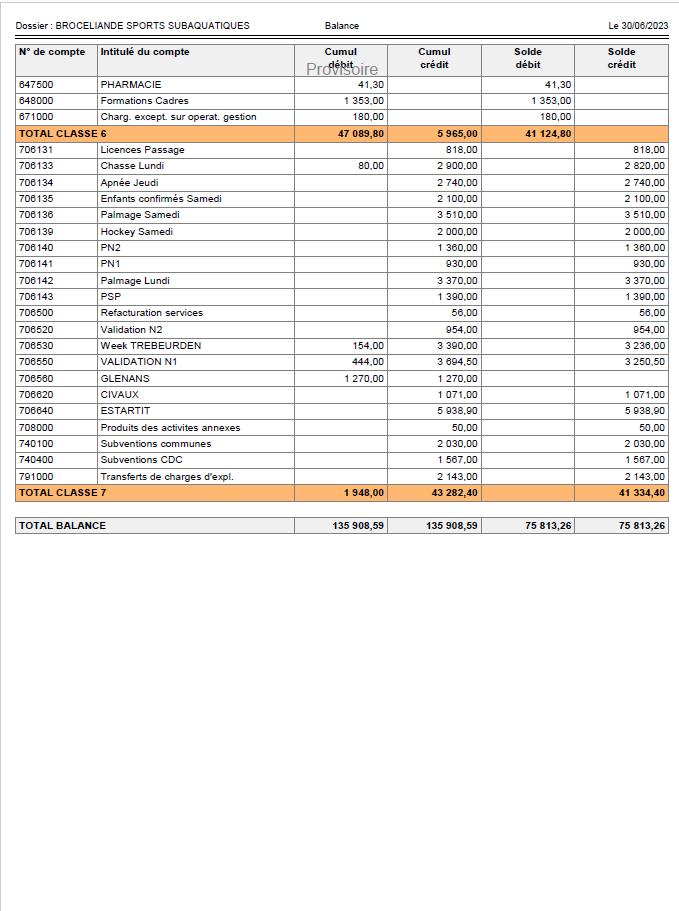 Dossier : BROCELIANDE SPORTS SUBAQUATIQUES Balance Le 30/06/2023
N° de compte Intitulé du compte Cumul débit Cumul crédit Solde débit Solde crédit
Provisoire
647500 PHARMACIE 41,30 41,30
648000 Formations Cadres 1 353,00 1 353,00
671000 Charg. except. sur operat. gestion 180,00 180,00
TOTAL CLASSE 6 47 089,80 5 965,00 41 124,80
706131 Licences Passage 818,00 818,00
706133 Chasse Lundi 80,00 2 900,00 2 820,00
706134 Apnée Jeudi 2 740,00 2 740,00
706135 Enfants confirmés Samedi 2 100,00 2 100,00
706136 Palmage Samedi 3 510,00 3 510,00
706139 Hockey Samedi 2 000,00 2 000,00
706140 PN2 1 360,00 1 360,00
706141 PN1 930,00 930,00
706142 Palmage Lundi 3 370,00 3 370,00
706143 PSP 1 390,00 1 390,00
706500 Refacturation services 56,00 56,00
706520 Validation N2 954,00 954,00
706530 Week TREBEURDEN 154,00 3 390,00 3 236,00
706550 VALIDATION N1 444,00 3 694,50 3 250,50
706560 GLENANS 1 270,00 1 270,00
706620 CIVAUX 1 071,00 1 071,00
706640 ESTARTIT 5 938,90 5 938,90
708000 Produits des activites annexes 50,00 50,00
740100 Subventions communes 2 030,00 2 030,00
740400 Subventions CDC 1 567,00 1 567,00
791000 Transferts de charges d'expl. 2 143,00 2 143,00
TOTAL CLASSE 7 1 948,00 43 282,40 41 334,40
TOTAL BALANCE 135 908,59 135 908,59 75 813,26 75 813,26